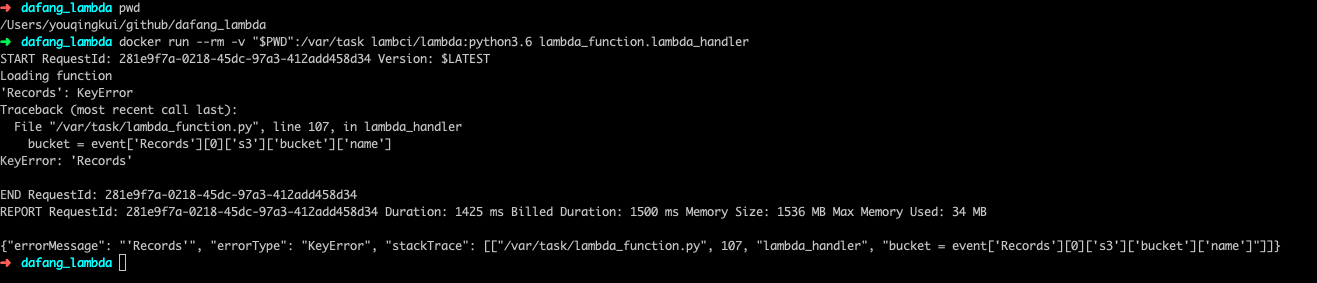 ➜ dafang_lambda pwd
/Users/youqingkui/github/dafang_lambda
➜ dafang_lambda docker run --rm -v "$PWD":/var/task lambci/lambda:python3.6 lambda_function.lambda_handler
START RequestId: 281e9f7a-0218-45dc-97a3-412add458d34 Version: $LATEST
Loading function
'Records': KeyError
Traceback (most recent call last):
  File "/var/task/lambda_function.py", line 107, in lambda_handler
    bucket = event['Records'][0]['s3']['bucket']['name']
KeyError: 'Records'

END RequestId: 281e9f7a-0218-45dc-97a3-412add458d34
REPORT RequestId: 281e9f7a-0218-45dc-97a3-412add458d34 Duration: 1425 ms Billed Duration: 1500 ms Memory Size: 1536 MB Max Memory Used: 34 MB

{"errorMessage": "'Records'", "errorType": "KeyError", "stackTrace": [["/var/task/lambda_function.py", 107, "lambda_handler", "bucket = event['Records'][0]['s3']['bucket']['name']"]]}
➜ dafang_lambda